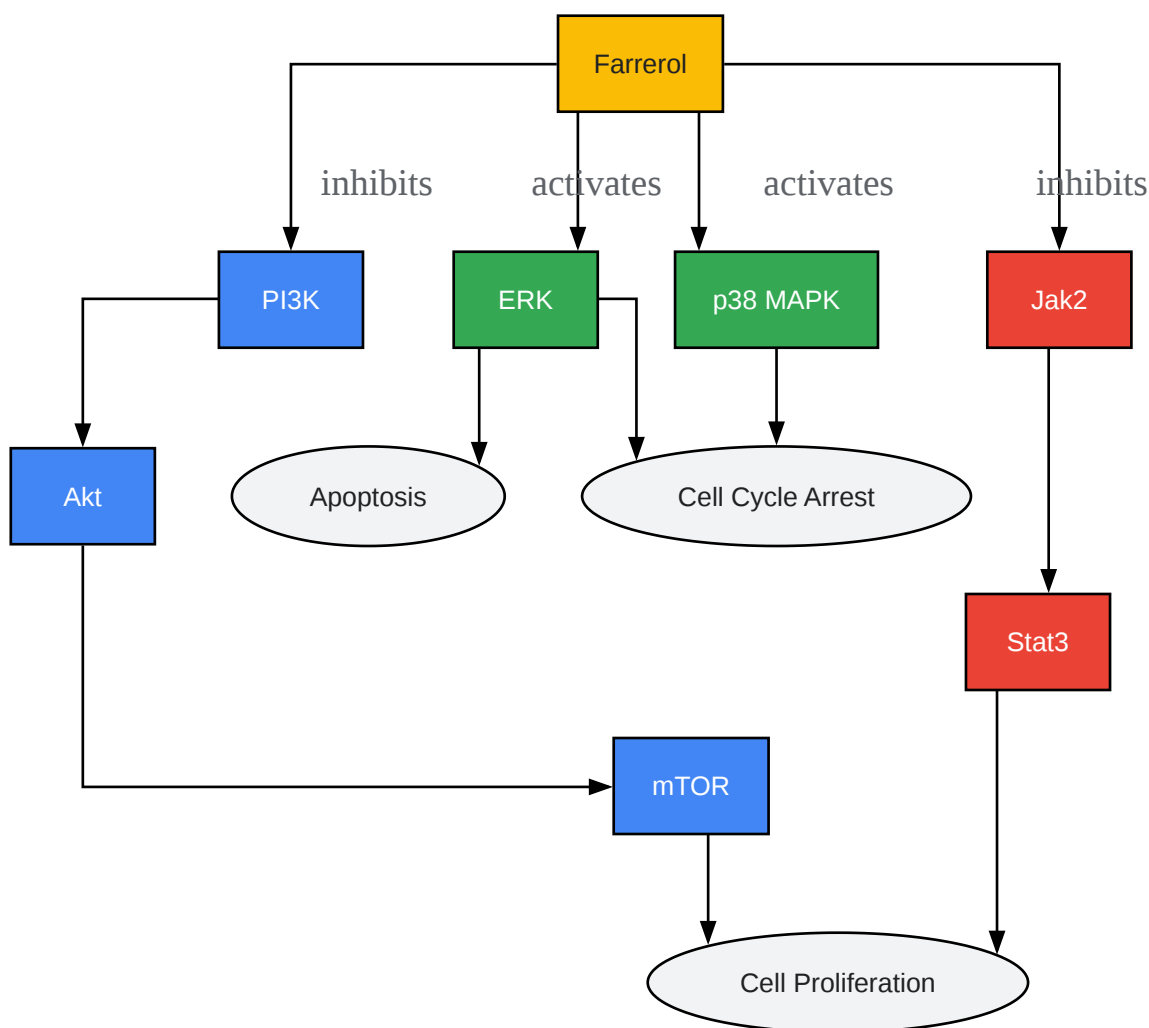 Farrerol
inhibits
activates
activates
inhibits
PI3K
ERK
p38 MAPK
Jak2
Akt
Apoptosis
Cell Cycle Arrest
Stat3
mTOR
Cell Proliferation